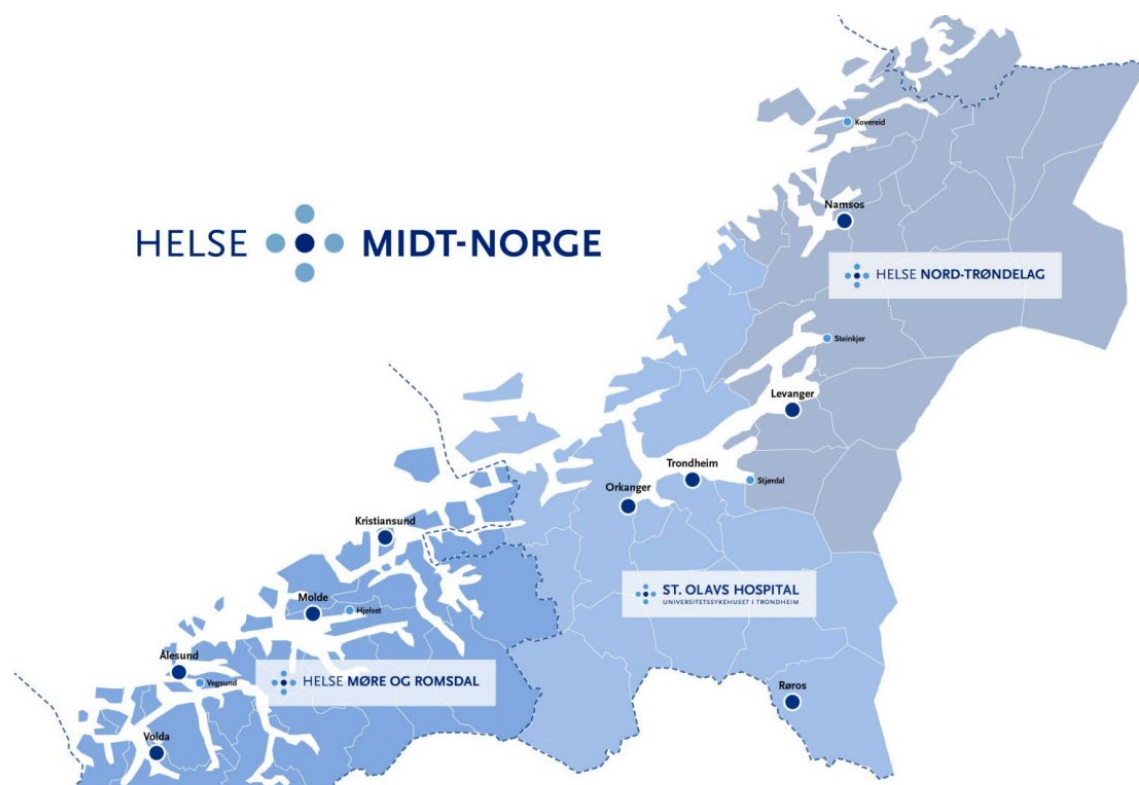 Kovereid
Namsos
HELSE MIDT-NORGE
HELSE NORD-TRØNDELAG
Steinkjer
Levanger
Trondheim
Stjørdal
Orkanger
Kristiansund
ST. OLAVS HOSPITAL
UNIVERSITETSSYKEHUSET I TRONDHEIM
Molde
Hjelset
Ålesund
HELSE MØRE OG ROMSDAL
Vegsund
Røros
Volda